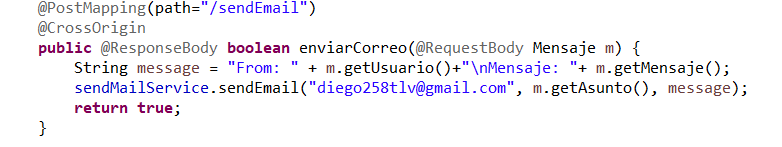 @PostMapping(path="/sendEmail")
@CrossOrigin
public @ResponseBody boolean enviarCorreo(@RequestBody Mensaje m) {
String message = "From: " + m.getUsuario()+"\nMensaje: "+ m.getMensaje();
sendMailService.sendEmail("diego258tlv@gmail.com", m.getAsunto(), message);
return true;
}